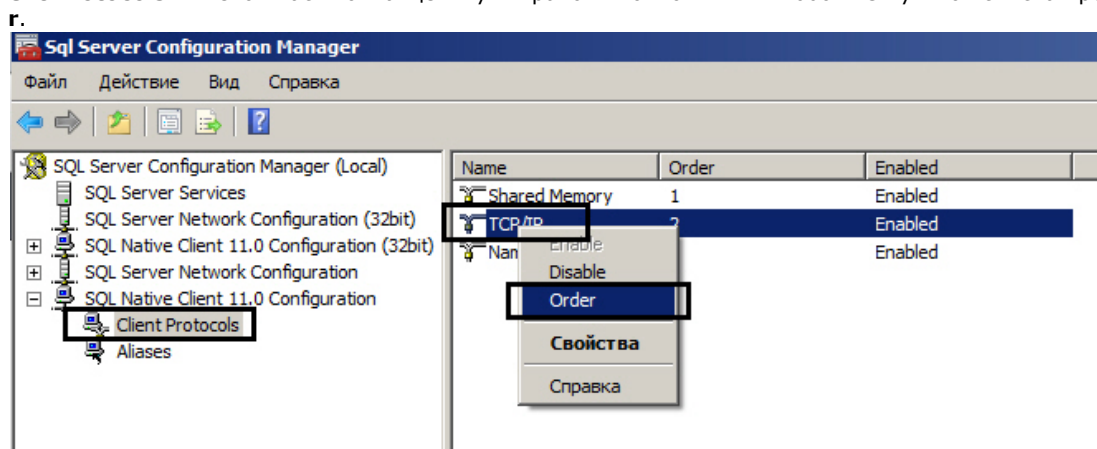 r.
Sql Server Configuration Manager
Файл Действие Вид Справка
SQL Server Configuration Manager (Local)
SQL Server Services
SQL Server Network Configuration (32bit)
SQL Native Client 11.0 Configuration (32bit)
SQL Server Network Configuration
SQL Native Client 11.0 Configuration
Client Protocols
Aliases
Name Order Enabled
Shared Memory 1 Enabled
TCP/IP 2 Enabled
Nam Enabled
Enable
Disable
Order
Свойства
Справка